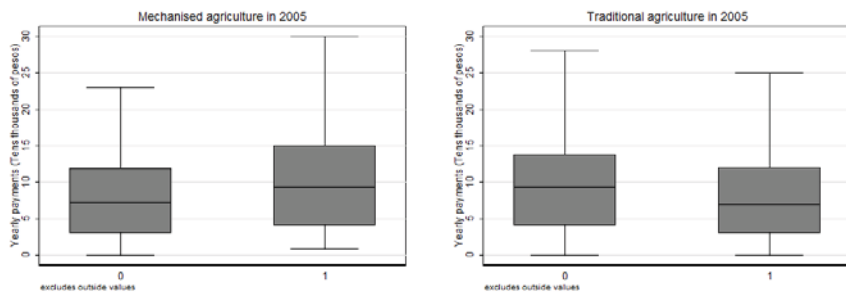 Mechanised agriculture in 2005
Yearly payments (Tens thousands of pesos)
30
25
20
15
10
5
0
0 1
excludes outside values
Traditional agriculture in 2005
Yearly payments (Tens thousands of pesos)
30
25
20
15
10
5
0
0 1
excludes outside values